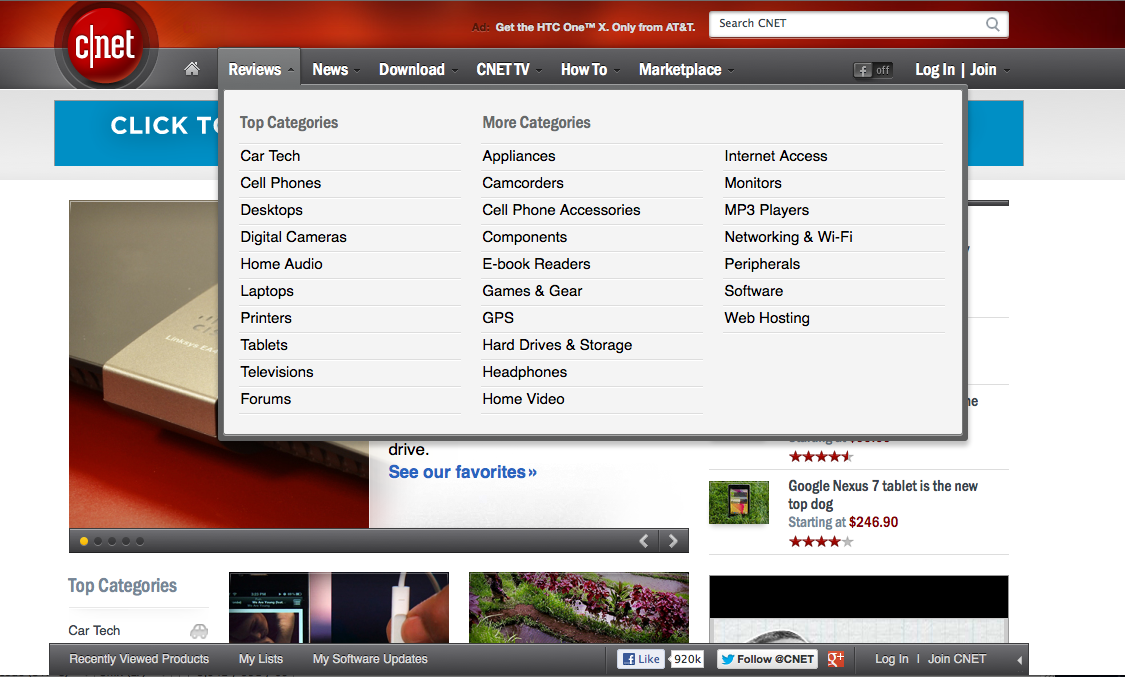 Ad: Get the HTC One™ X. Only from AT&T.
Search CNET
c|net
Reviews News Download CNET TV How To Marketplace
off
Log In | Join
CLICK TO
Top Categories
Car Tech
Cell Phones
Desktops
Digital Cameras
Home Audio
Laptops
Printers
Tablets
Televisions
Forums
More Categories
Appliances
Camcorders
Cell Phone Accessories
Components
E-book Readers
Games & Gear
GPS
Hard Drives & Storage
Headphones
Home Video
Internet Access
Monitors
MP3 Players
Networking & Wi-Fi
Peripherals
Software
Web Hosting
drive.
See our favorites »
Starting at
Google Nexus 7 tablet is the new
top dog
Starting at $246.90
Top Categories
Car Tech
Recently Viewed Products My Lists My Software Updates
Like 920k
Follow @CNET
g+
Log In | Join CNET